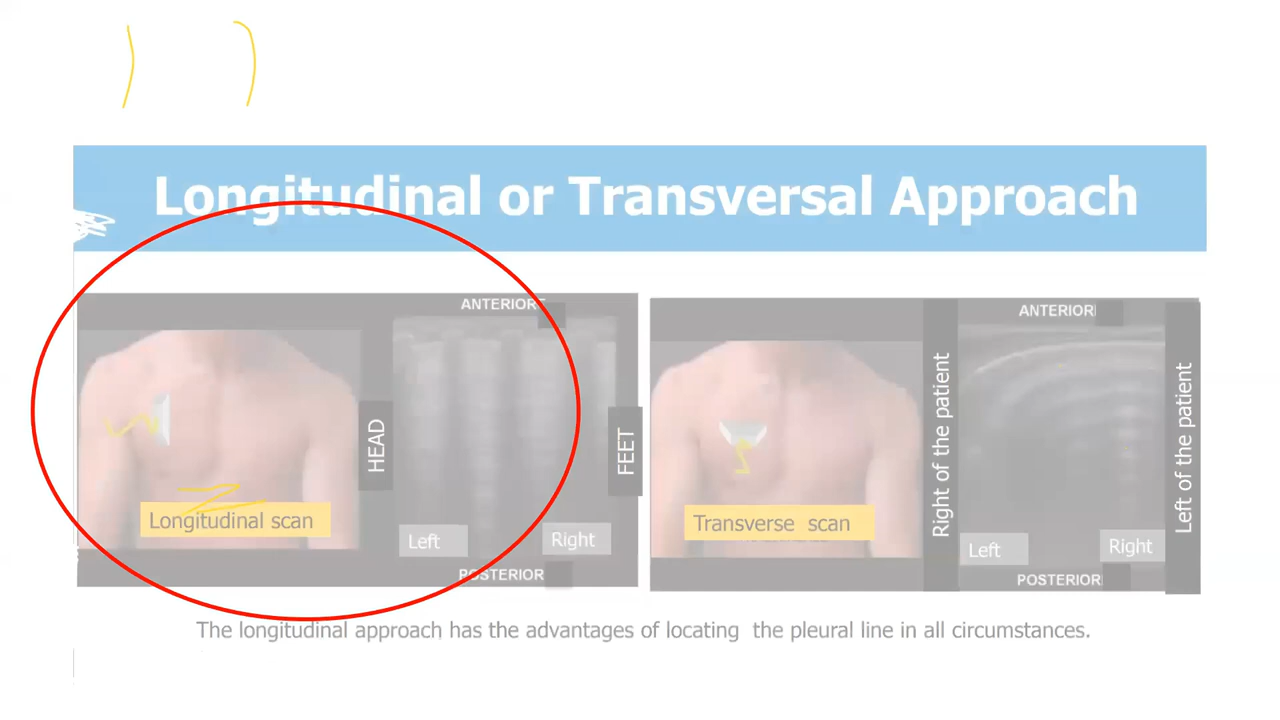 Longitudinal or Transversal Approach
ANTERIOR
HEAD
FEET
Longitudinal scan
Left
Right
POSTERIOR
ANTERIOR
Right of the patient
Left of the patient
Transverse scan
Left
Right
POSTERIOR
The longitudinal approach has the advantages of locating the pleural line in all circumstances.